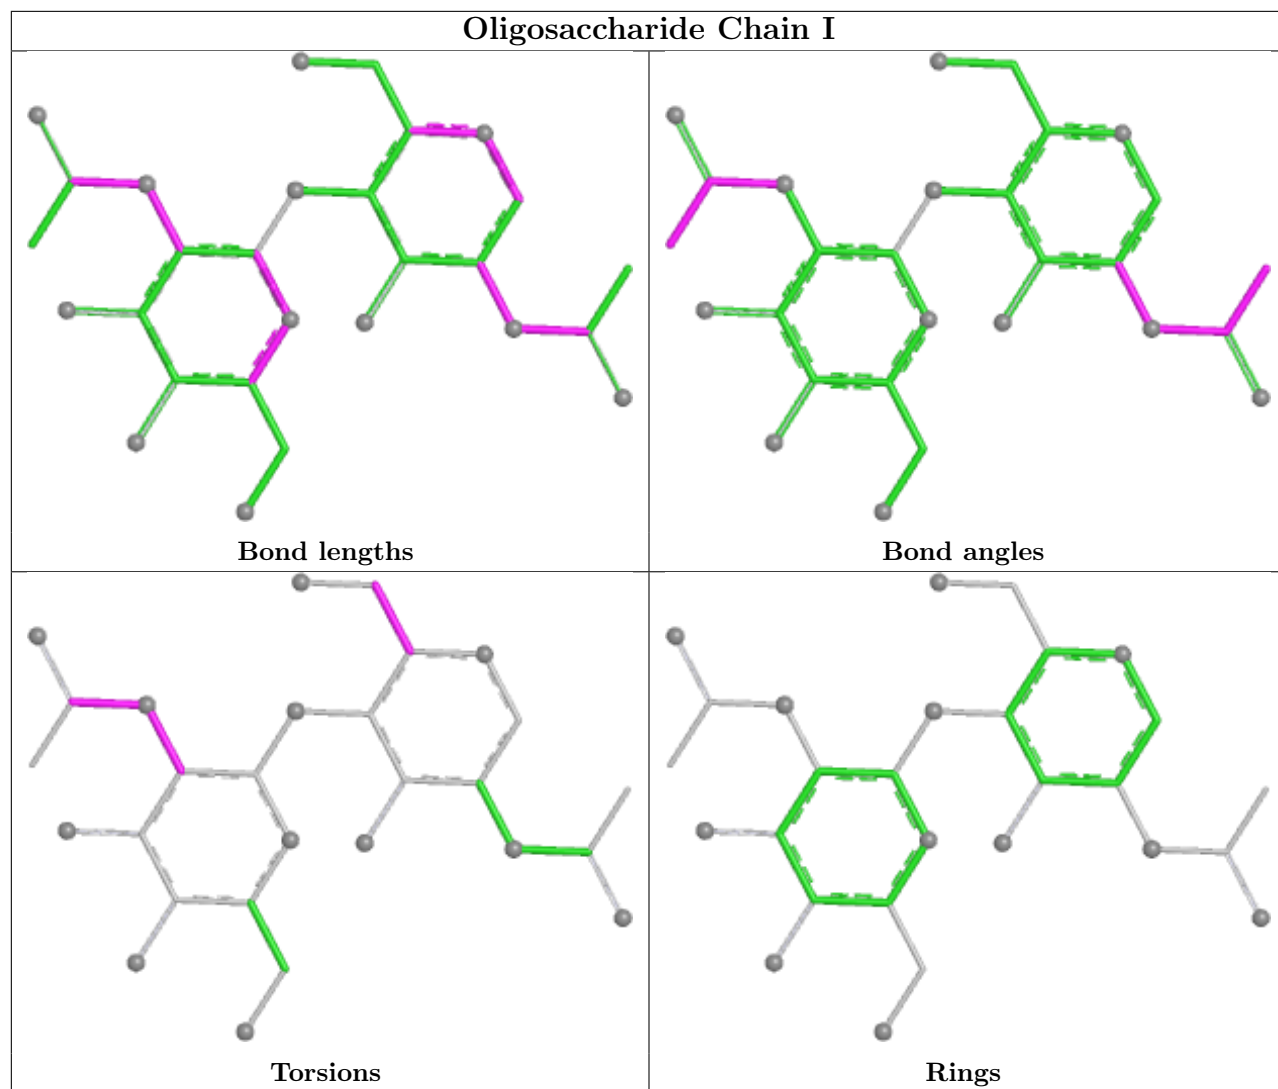 Oligosaccharide Chain I
Bond lengths
Bond angles
Torsions
Rings